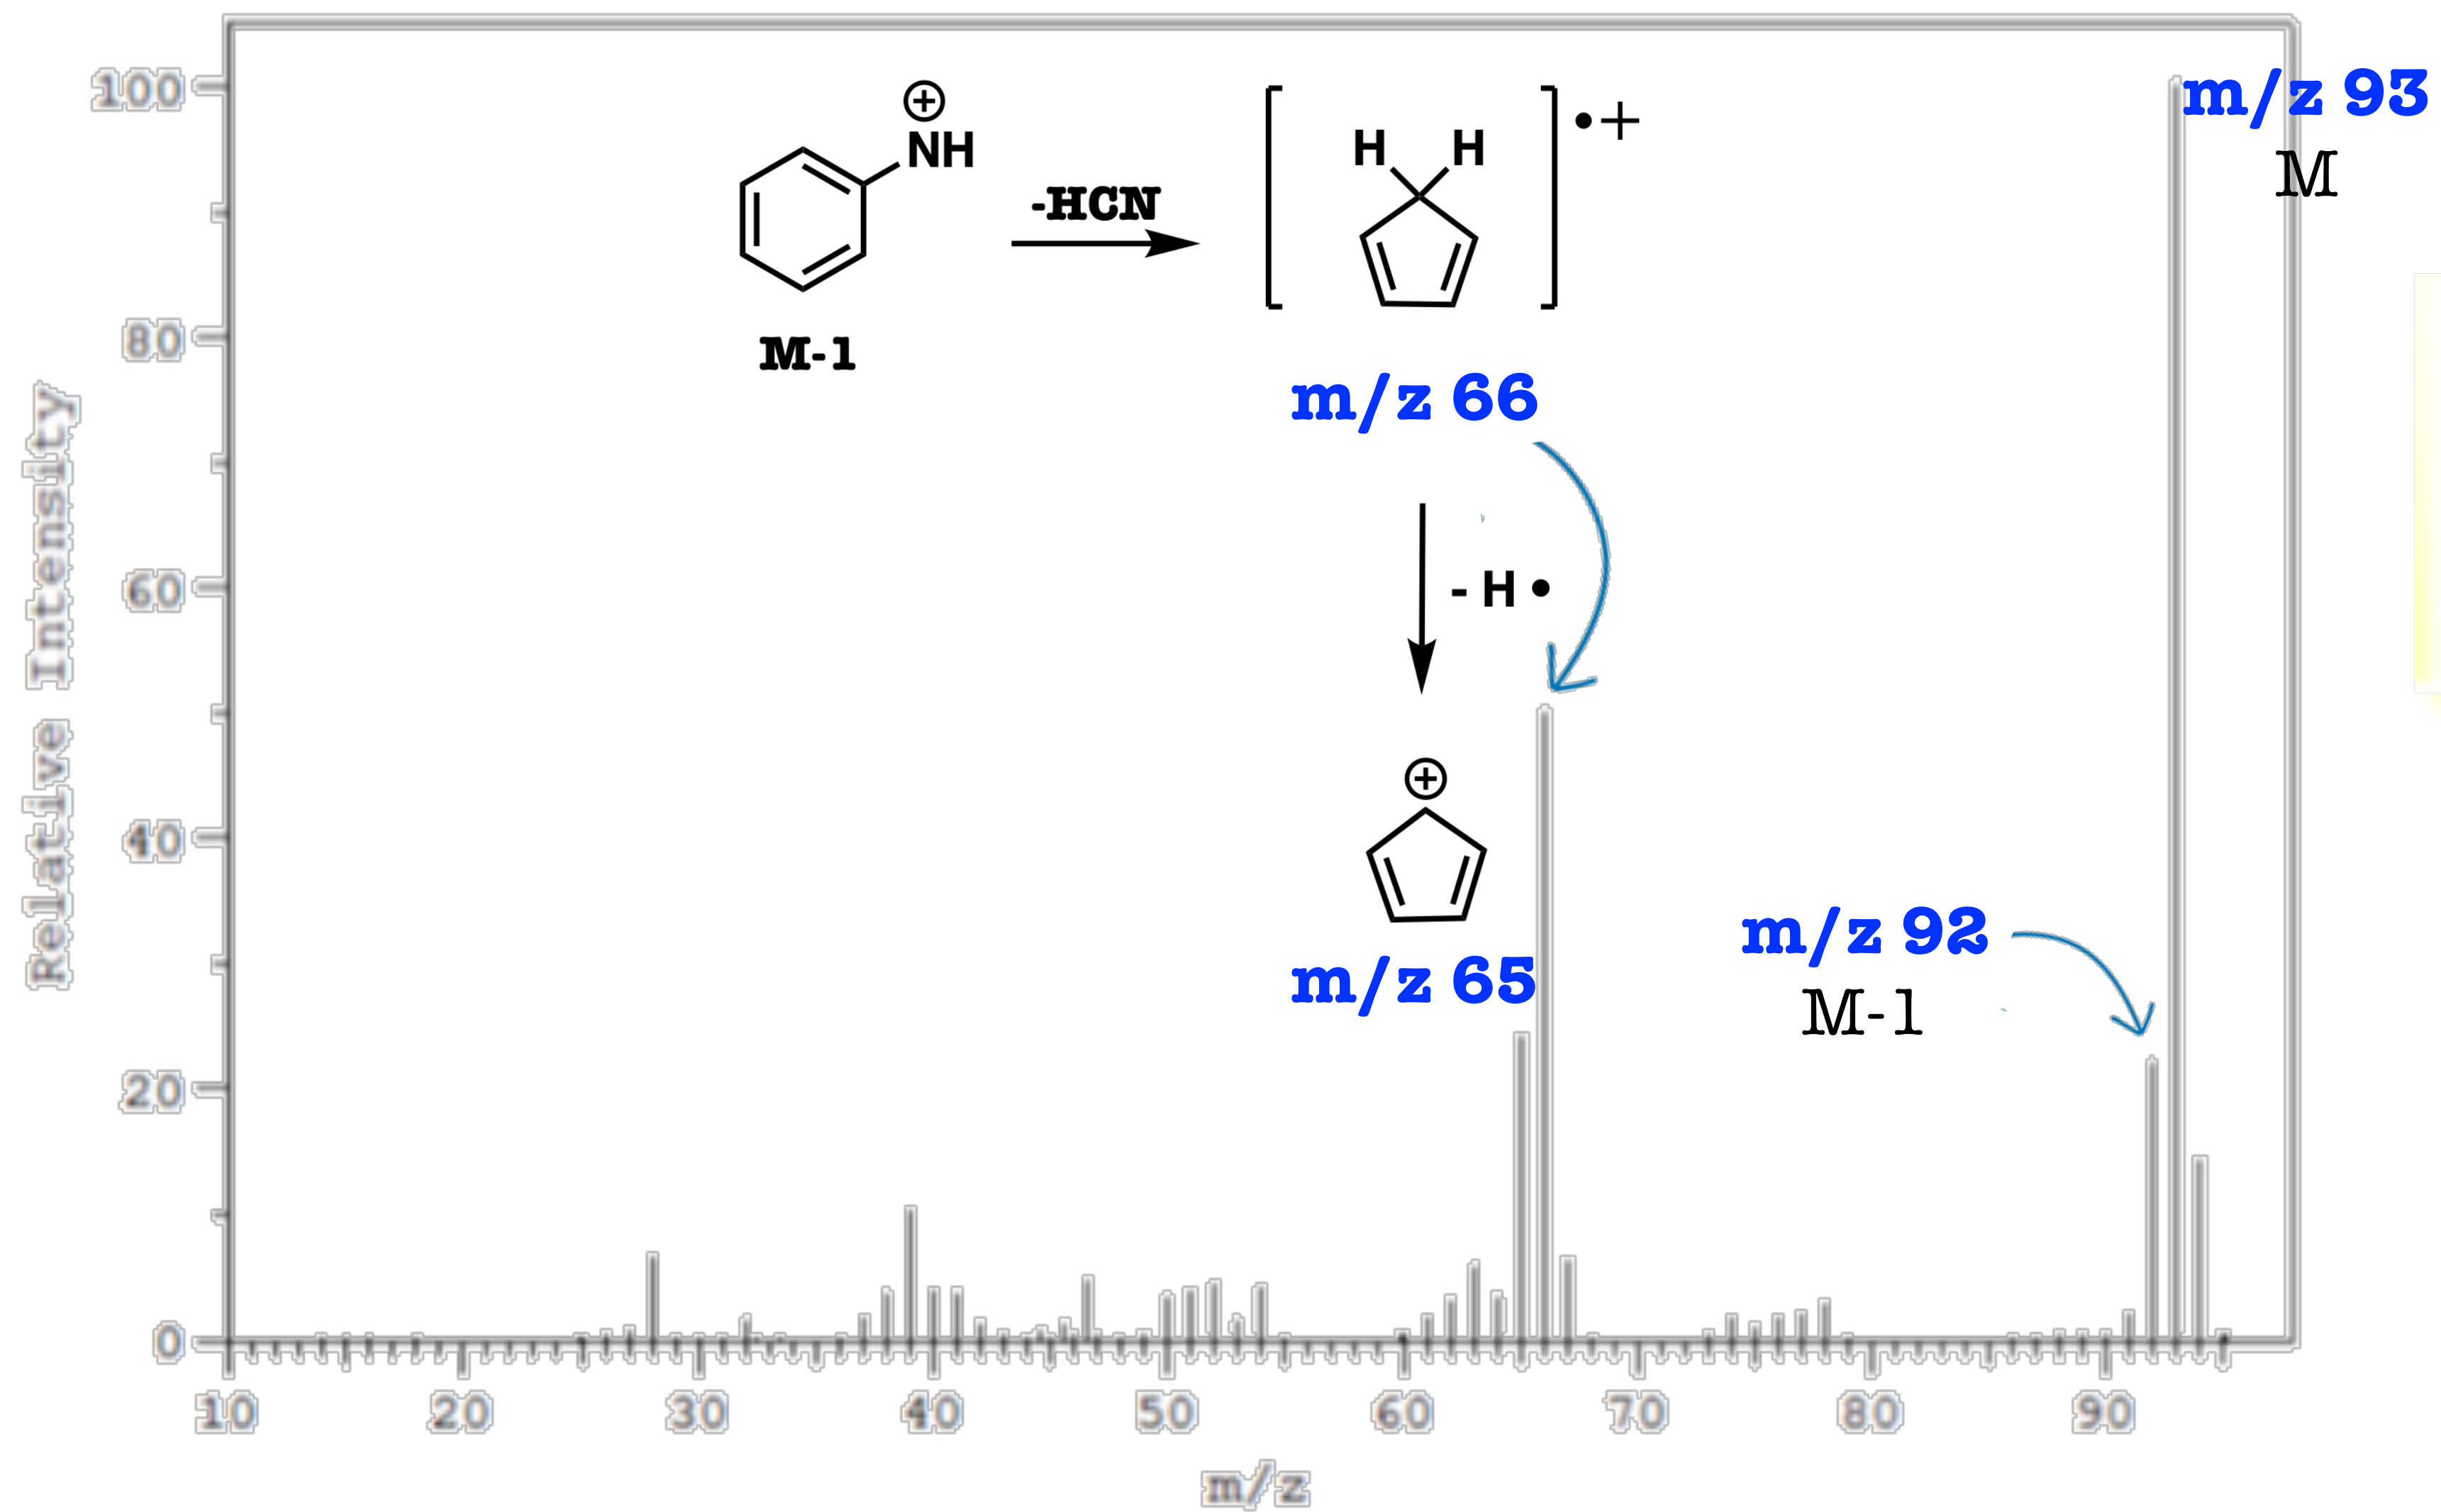 100
m/z 93
M
⊕
NH
-HCN
H H
•+
M-1
80
m/z 66
Relative Intensity
60
- H •
⊕
40
m/z 65
m/z 92
M-1
20
0
10 20 30 40 50 60 70 80 90
m/z